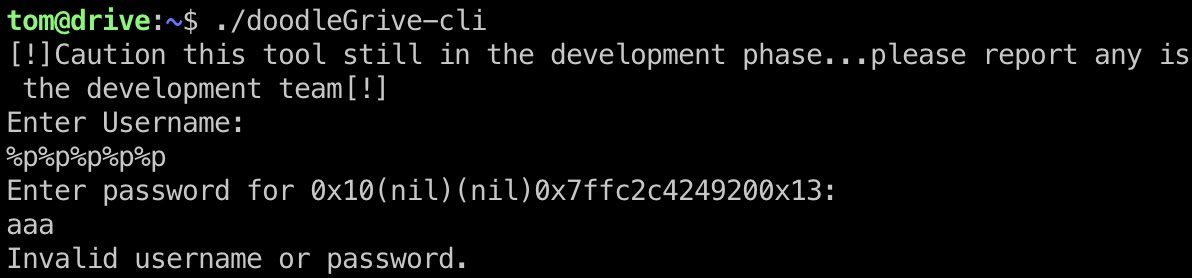 tom@drive:~$ ./doodleGrive-cli
[!]Caution this tool still in the development phase...please report any is
 the development team[!]
Enter Username:
%p%p%p%p%p
Enter password for 0x10(nil)(nil)0x7ffc2c4249200x13:
aaa
Invalid username or password.